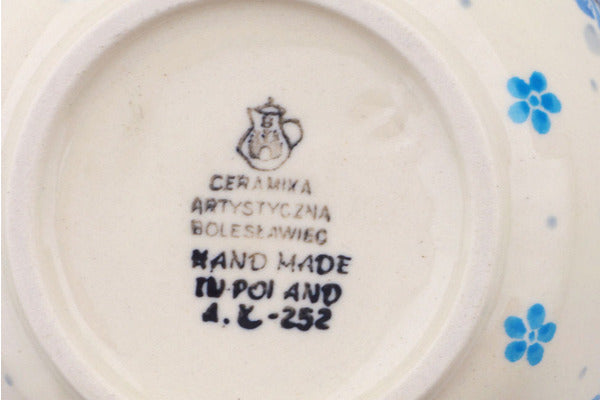 CERAMIKA
ARTYSTYCZNA
BOLESŁAWIEC
HAND MADE
IN POLAND
A.K-252